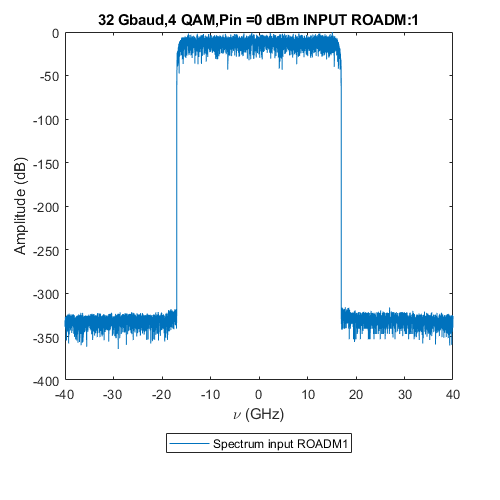 32 Gbaud,4 QAM,Pin =0 dBm INPUT ROADM:1
Amplitude (dB)
0
-50
-100
-150
-200
-250
-300
-350
-400
-40 -30 -20 -10 0 10 20 30 40
ν (GHz)
Spectrum input ROADM1